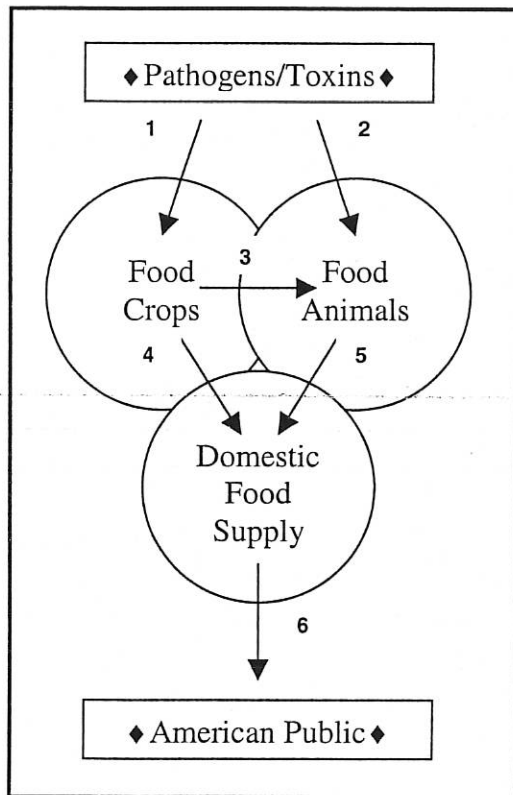 ♦ Pathogens/Toxins ♦
1 2
3
Food
Crops
Food
Animals
4 5
Domestic
Food
Supply
6
♦ American Public ♦